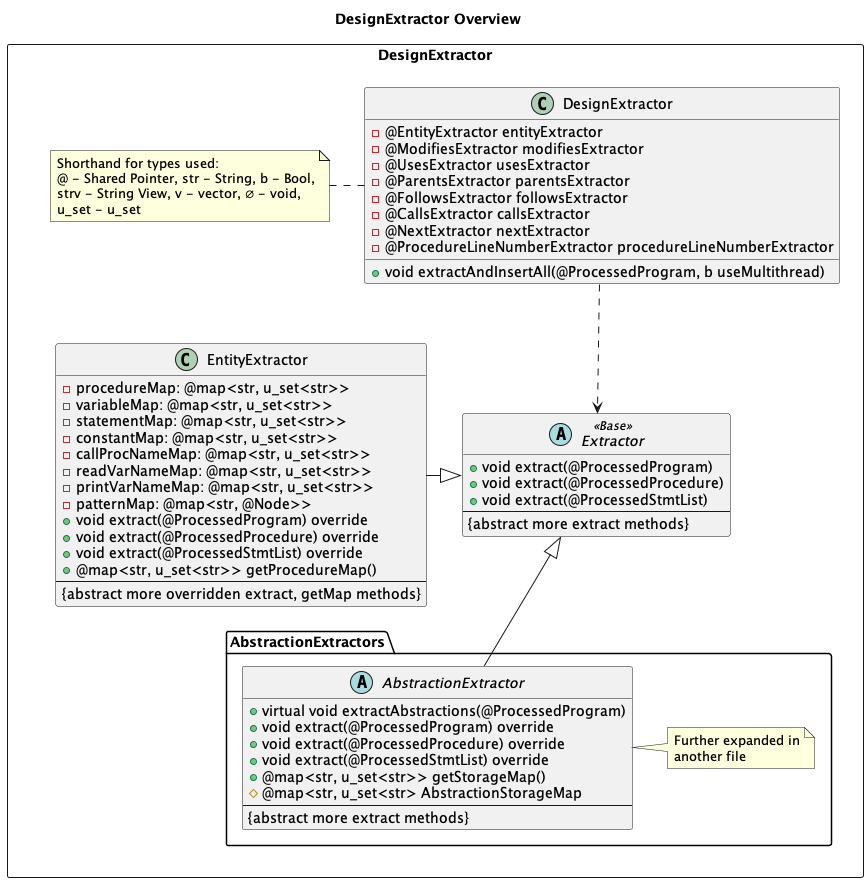 DesignExtractor Overview
DesignExtractor
C DesignExtractor
@EntityExtractor entityExtractor
@ModifiesExtractor modifiesExtractor
@UsesExtractor usesExtractor
@ParentsExtractor parentsExtractor
@FollowsExtractor followsExtractor
@CallsExtractor callsExtractor
@NextExtractor nextExtractor
@ProcedureLineNumberExtractor procedureLineNumberExtractor
void extractAndInsertAll(@ProcessedProgram, b useMultithread)
Shorthand for types used:
@ - Shared Pointer, str - String, b - Bool,
strv - String View, v - vector, ∅ - void,
u_set - u_set
C EntityExtractor
procedureMap: @map<str, u_set<str>>
variableMap: @map<str, u_set<str>>
statementMap: @map<str, u_set<str>>
constantMap: @map<str, u_set<str>>
callProcNameMap: @map<str, u_set<str>>
readVarNameMap: @map<str, u_set<str>>
printVarNameMap: @map<str, u_set<str>>
patternMap: @map<str, @Node>>
void extract(@ProcessedProgram) override
void extract(@ProcessedProcedure) override
void extract(@ProcessedStmtList) override
@map<str, u_set<str>> getProcedureMap()
{abstract more overridden extract, getMap methods}
«Base»
A Extractor
void extract(@ProcessedProgram)
void extract(@ProcessedProcedure)
void extract(@ProcessedStmtList)
{abstract more extract methods}
AbstractionExtractors
A AbstractionExtractor
virtual void extractAbstractions(@ProcessedProgram)
void extract(@ProcessedProgram) override
void extract(@ProcessedProcedure) override
void extract(@ProcessedStmtList) override
@map<str, u_set<str>> getStorageMap()
@map<str, u_set<str> AbstractionStorageMap
{abstract more extract methods}
Further expanded in
another file